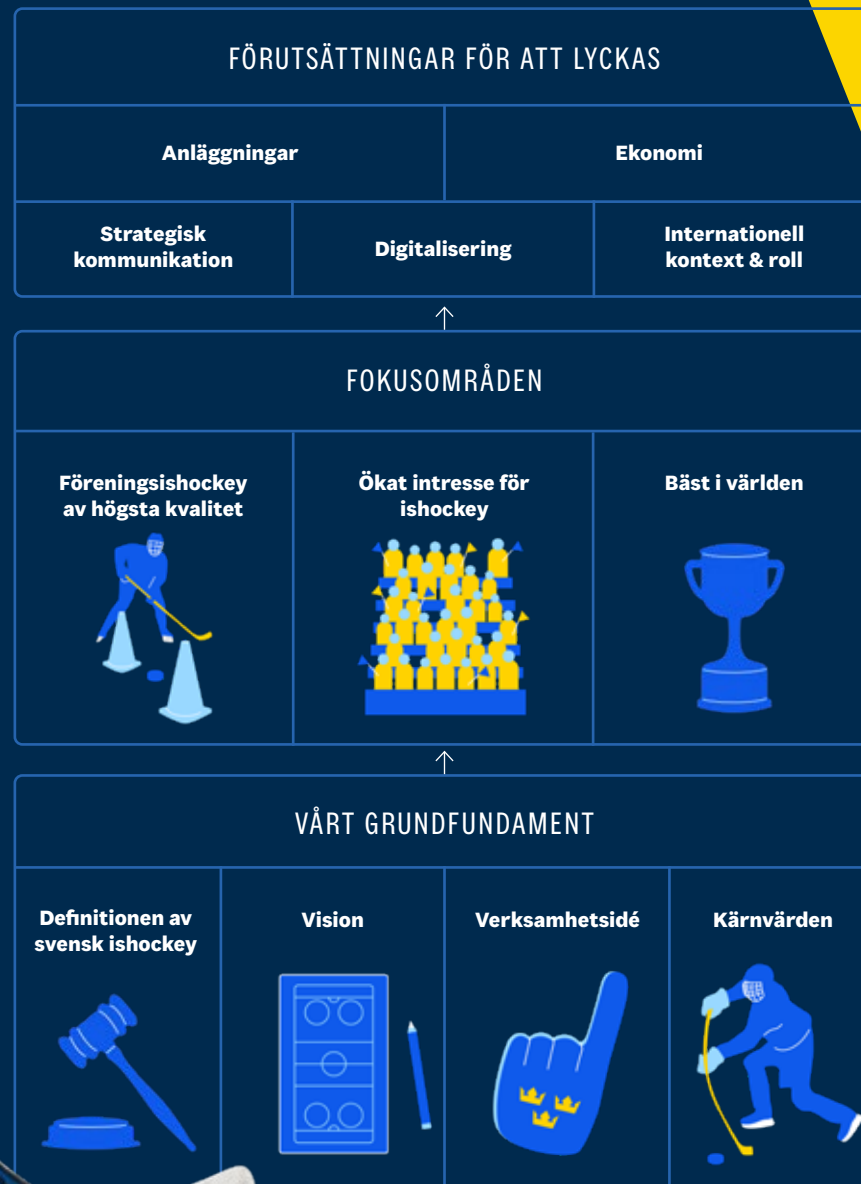 FÖRUTSÄTTNINGAR FÖR ATT LYCKAS
Anläggningar
Ekonomi
Strategisk
kommunikation
Digitalisering
Internationell
kontext & roll
FOKUSOMRÅDEN
Föreningsishockey
av högsta kvalitet
Ökat intresse för
ishockey
Bäst i världen
VÅRT GRUNDFUNDAMENT
Definitionen av
svensk ishockey
Vision
Verksamhetsidé
Kärnvärden